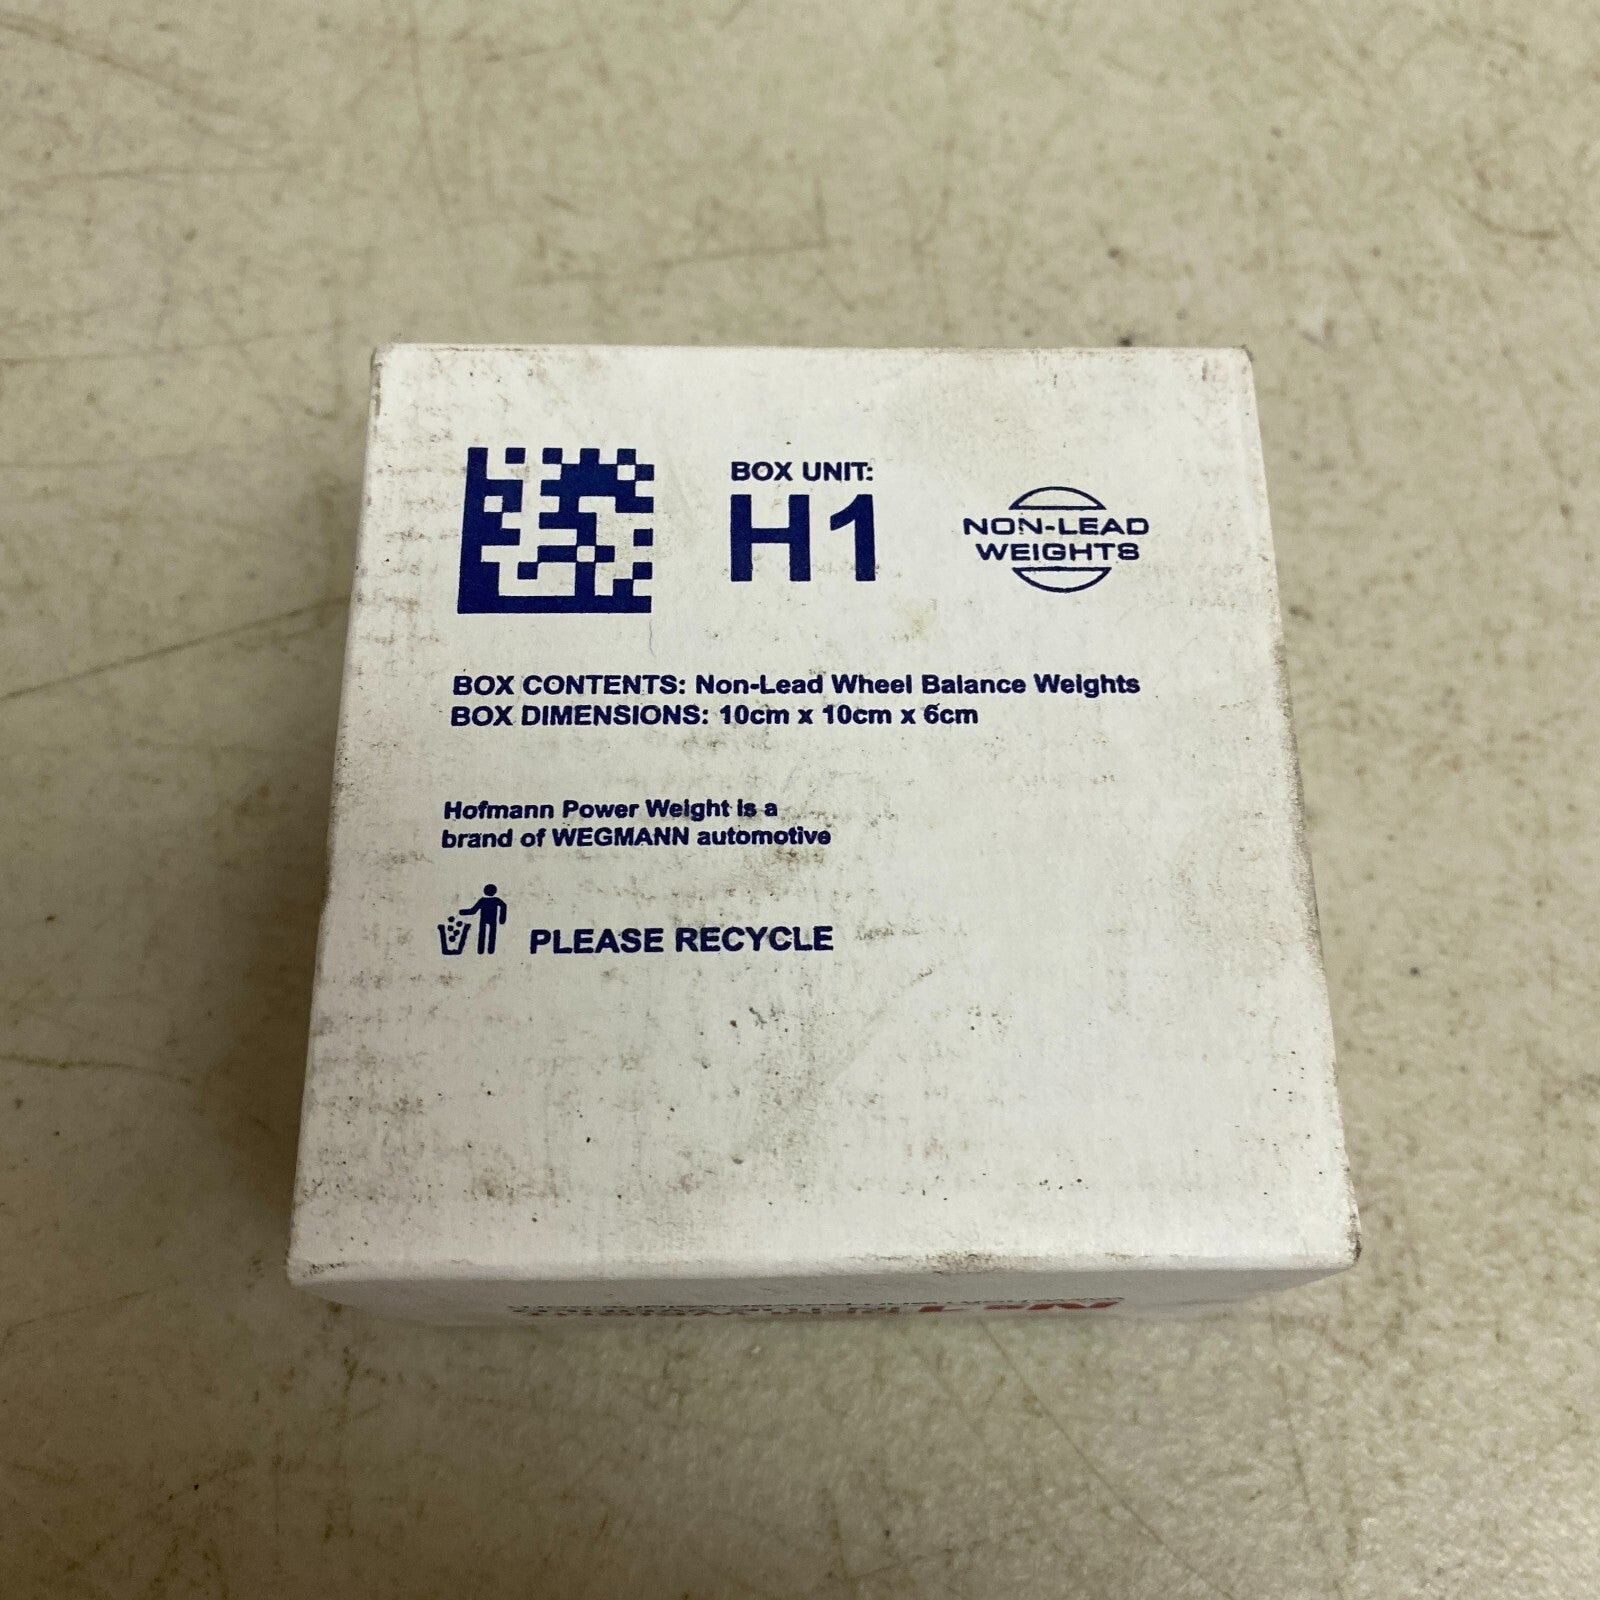 BOX UNIT:
H1
NON-LEAD
WEIGHTS
BOX CONTENTS: Non-Lead Wheel Balance Weights
BOX DIMENSIONS: 10cm x 10cm x 6cm
Hofmann Power Weight is a
brand of WEGMANN automotive
PLEASE RECYCLE